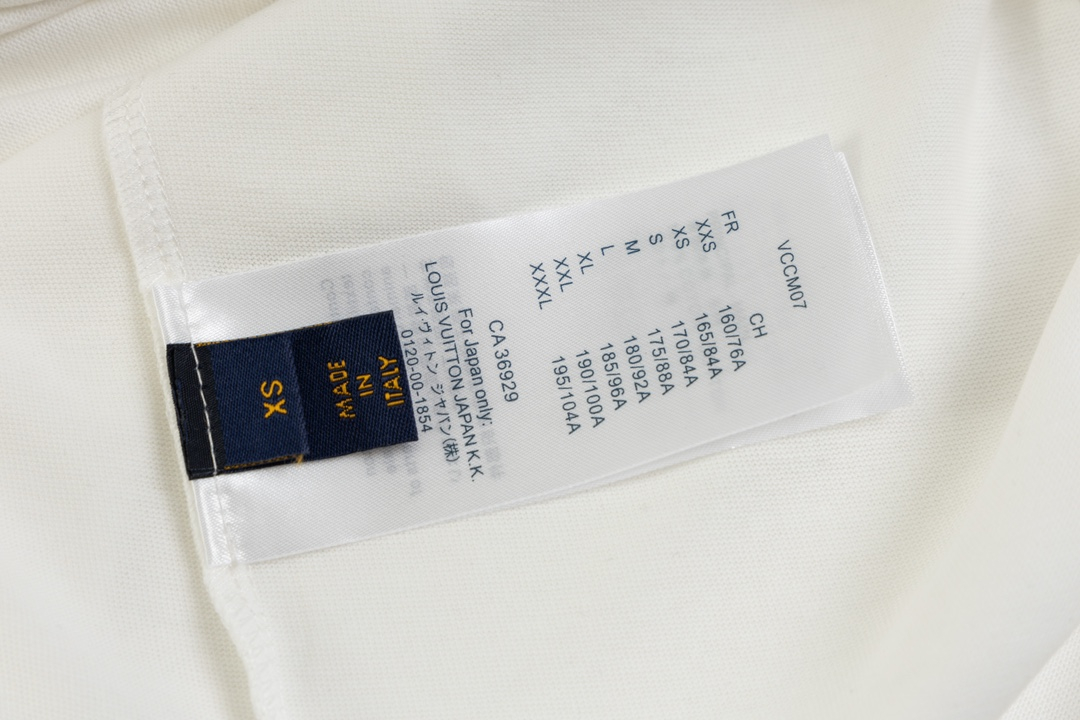 VCCM07
FR CH
XXS 160/76A
XS 165/84A
S 170/84A
M 175/88A
L 180/92A
XL 185/96A
XXL 190/100A
XXXL 195/104A
CA 36929
For Japan only:
LOUIS VUITTON JAPAN K.K.
ルイ・ヴィトン ジャパン(株)
0120-00-1854
XS
MADE
IN
ITALY